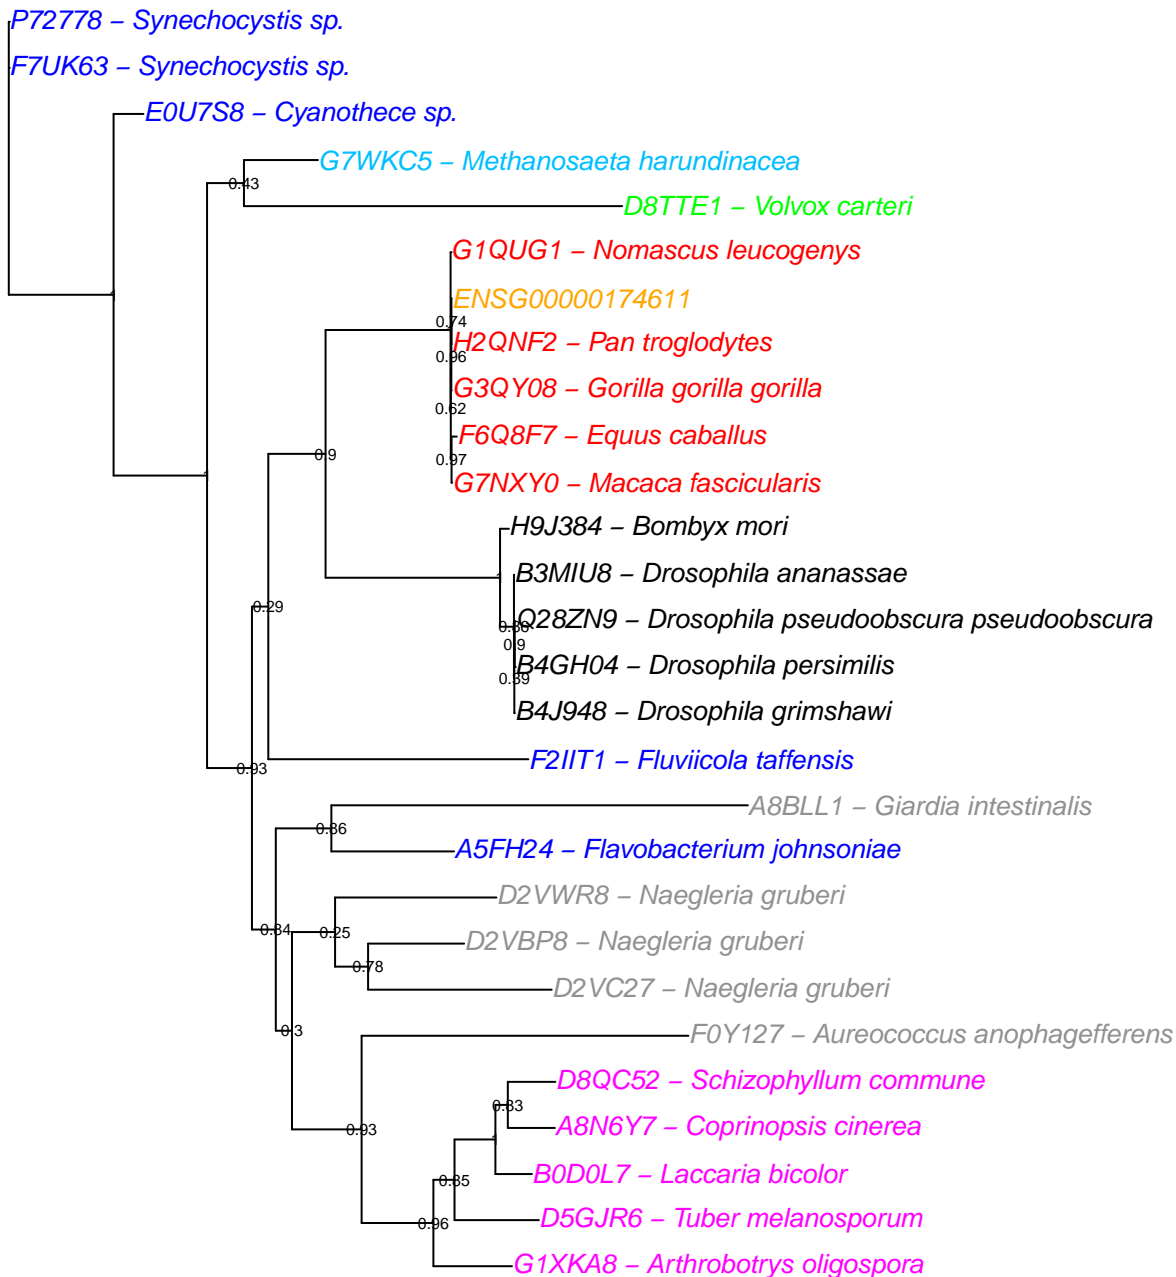 P72778 – Synechocystis sp.
F7UK63 – Synechocystis sp.
E0U7S8 – Cyanothece sp.
1
G7WKC5 – Methanosaeta harundinacea
0.43
D8TTE1 – Volvox carteri
G1QUG1 – Nomascus leucogenys
ENSG00000174611
0.74
H2QNF2 – Pan troglodytes
0.96
G3QY08 – Gorilla gorilla gorilla
0.62
F6Q8F7 – Equus caballus
0.9
0.97
G7NXY0 – Macaca fascicularis
1
H9J384 – Bombyx mori
B3MIU8 – Drosophila ananassae
1
0.29
Q28ZN9 – Drosophila pseudoobscura pseudoobscura
0.9
B4GH04 – Drosophila persimilis
0.39
B4J948 – Drosophila grimshawi
F2IIT1 – Fluviicola taffensis
0.93
A8BLL1 – Giardia intestinalis
0.86
A5FH24 – Flavobacterium johnsoniae
D2VWR8 – Naegleria gruberi
0.84
0.25
D2VBP8 – Naegleria gruberi
0.78
D2VC27 – Naegleria gruberi
0.3
F0Y127 – Aureococcus anophagefferens
D8QC52 – Schizophyllum commune
0.83
0.93
A8N6Y7 – Coprinopsis cinerea
1
B0D0L7 – Laccaria bicolor
0.85
D5GJR6 – Tuber melanosporum
0.96
G1XKA8 – Arthrobotrys oligospora